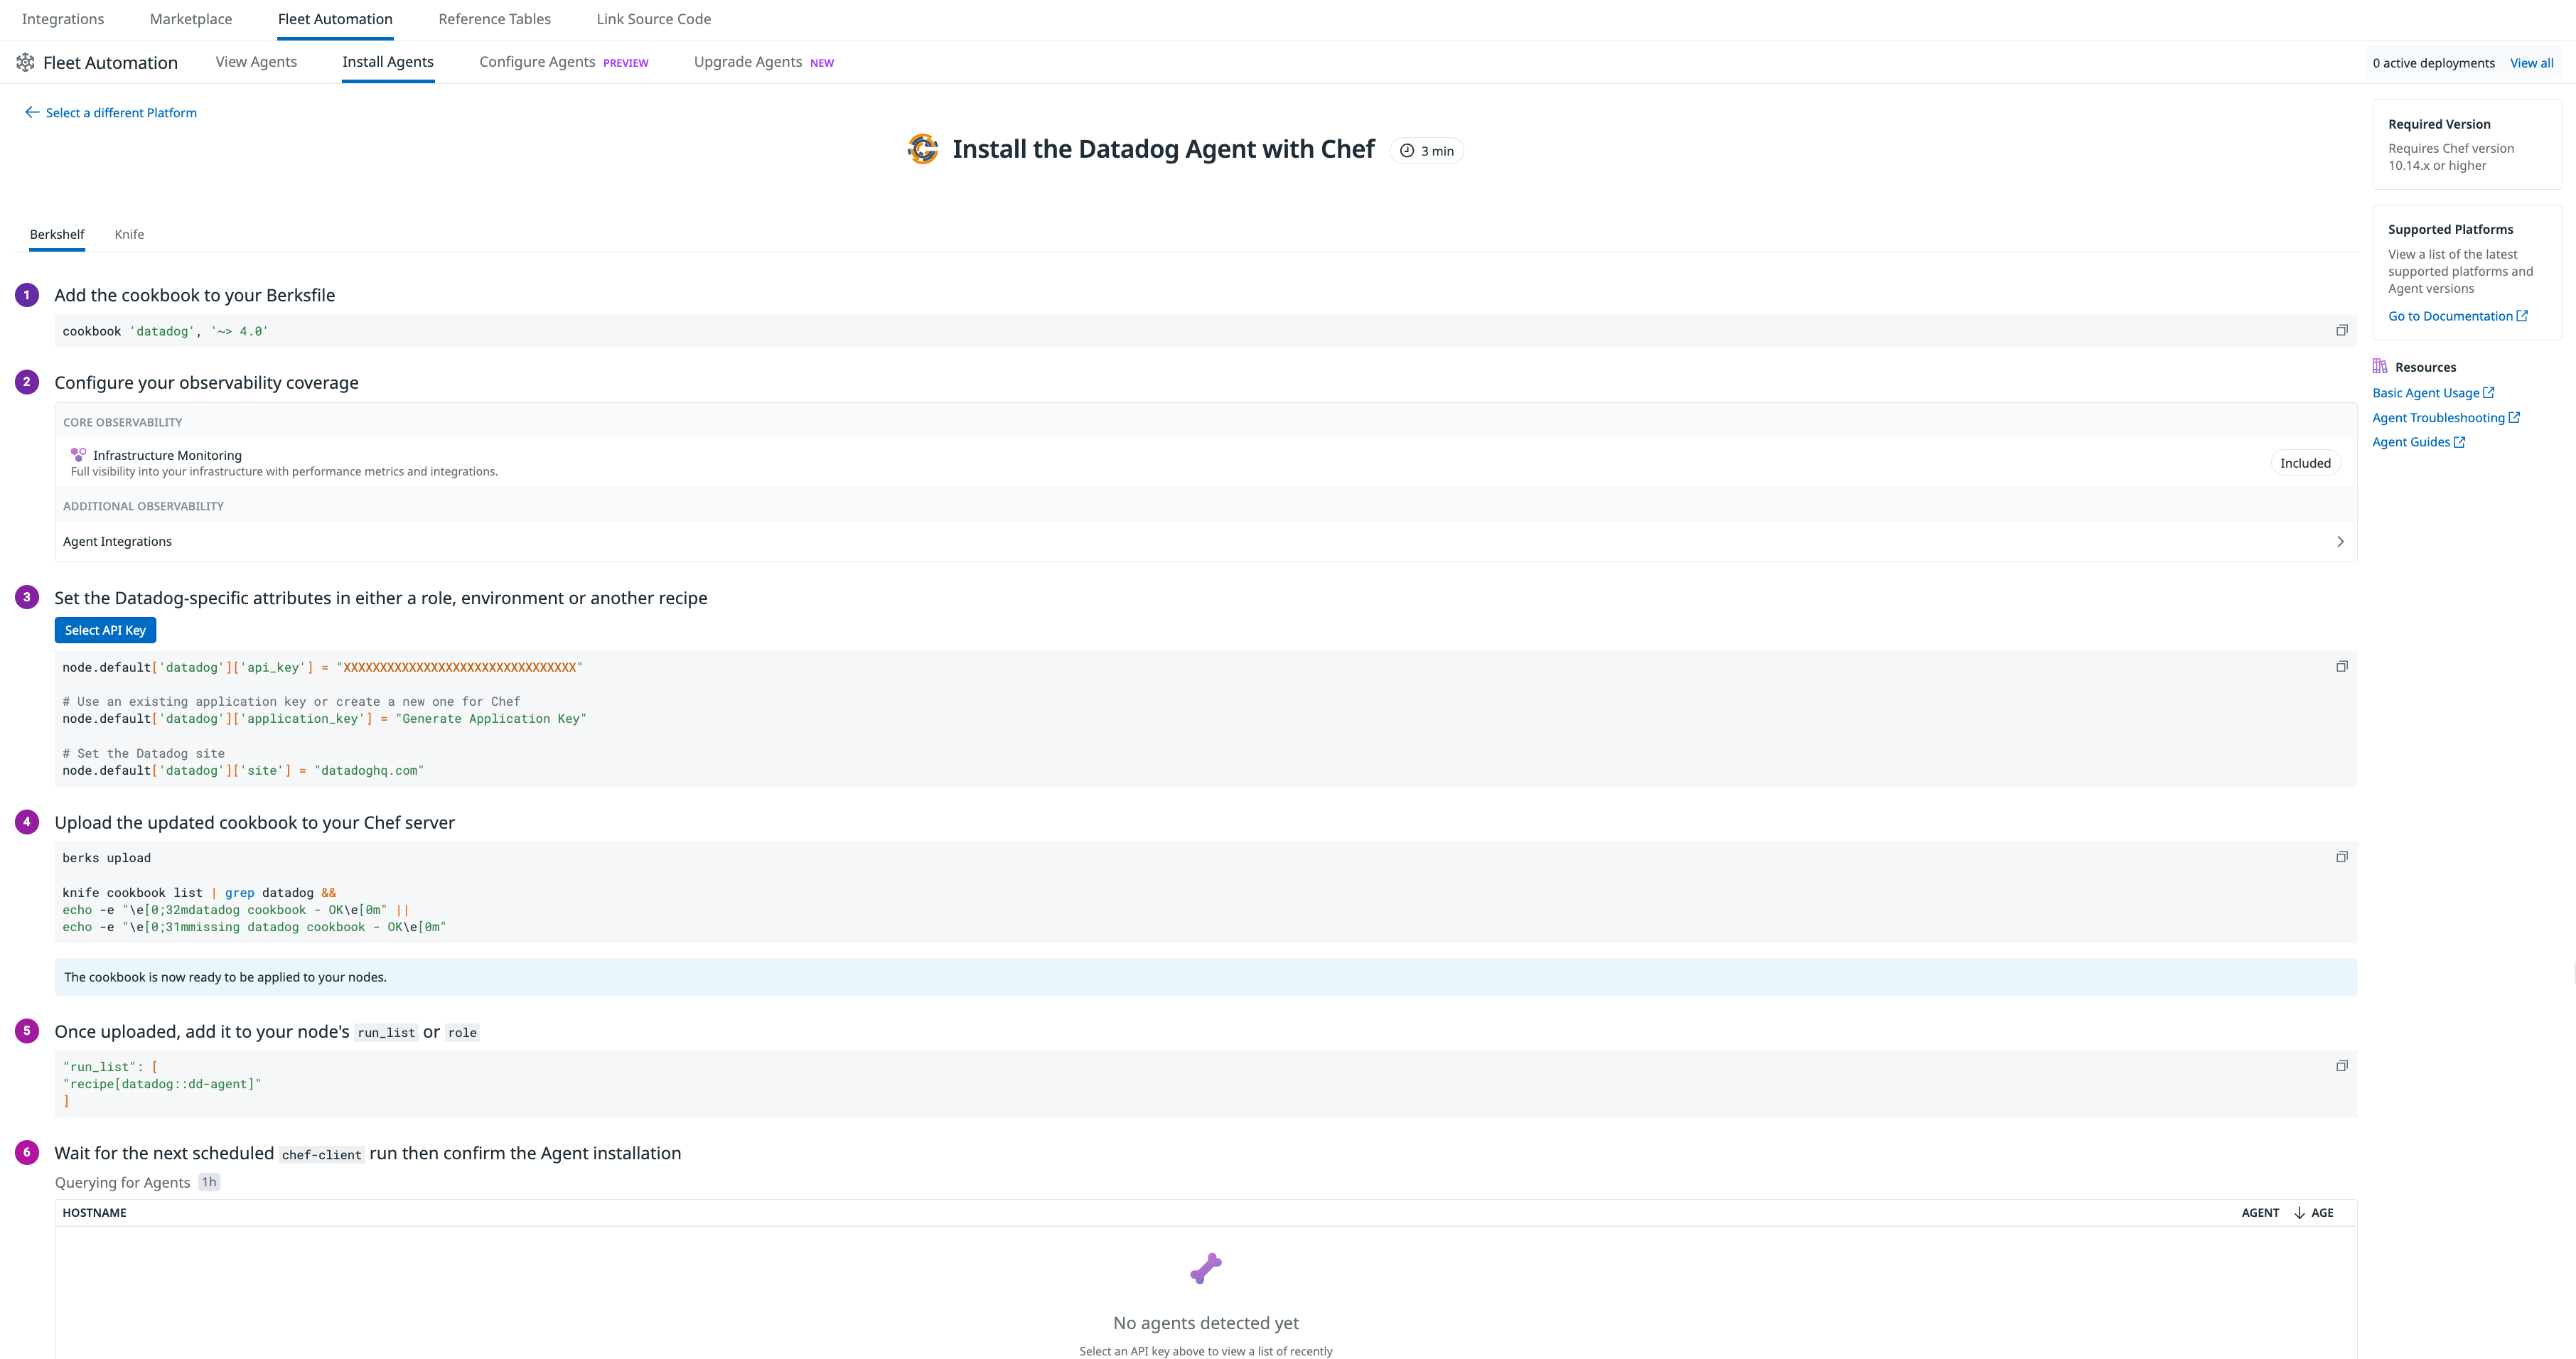 Integrations Marketplace Fleet Automation Reference Tables Link Source Code
Fleet Automation View Agents Install Agents Configure Agents PREVIEW Upgrade Agents NEW 0 active deployments View all
Select a different Platform
Install the Datadog Agent with Chef 3 min
Berkshelf Knife
1 Add the cookbook to your Berksfile
cookbook 'datadog', '~> 4.0'
2 Configure your observability coverage
CORE OBSERVABILITY
Infrastructure Monitoring
Full visibility into your infrastructure with performance metrics and integrations.
Included
ADDITIONAL OBSERVABILITY
Agent Integrations
3 Set the Datadog-specific attributes in either a role, environment or another recipe
Select API Key
node.default['datadog']['api_key'] = "XXXXXXXXXXXXXXXXXXXXXXXXXXXXXXXX"
# Use an existing application key or create a new one for Chef
node.default['datadog']['application_key'] = "Generate Application Key"
# Set the Datadog site
node.default['datadog']['site'] = "datadoghq.com"
4 Upload the updated cookbook to your Chef server
berks upload
knife cookbook list | grep datadog &&
echo -e "\e[0;32mdatadog cookbook - OK\e[0m" ||
echo -e "\e[0;31mmissing datadog cookbook - OK\e[0m"
The cookbook is now ready to be applied to your nodes.
5 Once uploaded, add it to your node's run_list or role
"run_list": [
"recipe[datadog::dd-agent]"
]
6 Wait for the next scheduled chef-client run then confirm the Agent installation
Querying for Agents 1h
HOSTNAME AGENT AGE
No agents detected yet
Select an API key above to view a list of recently
Required Version
Requires Chef version
10.14.x or higher
Supported Platforms
View a list of the latest
supported platforms and
Agent versions
Go to Documentation
Resources
Basic Agent Usage
Agent Troubleshooting
Agent Guides